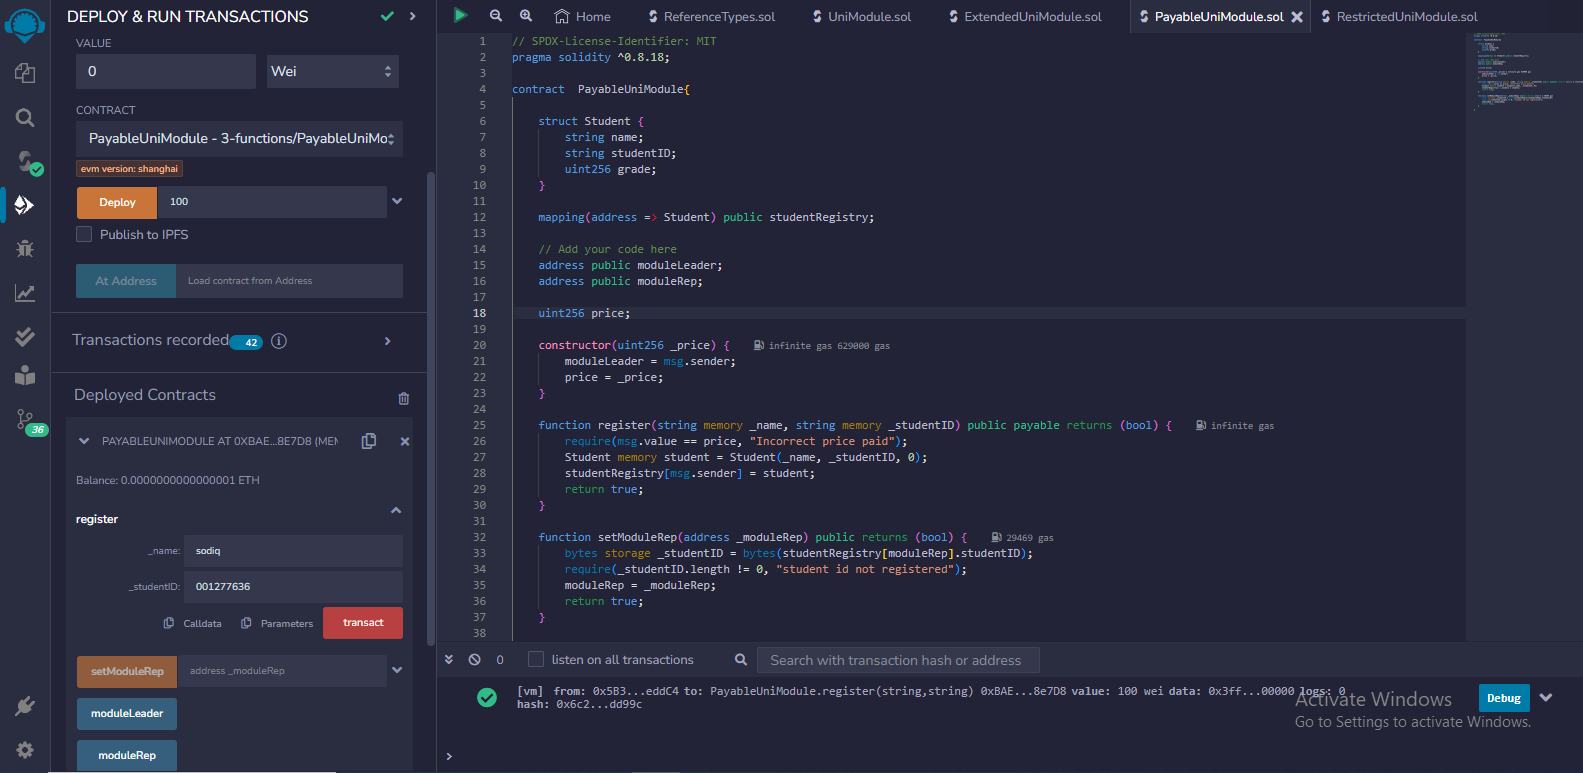 DEPLOY & RUN TRANSACTIONS
VALUE
0
Wei
CONTRACT
PayableUniModule - 3-functions/PayableUniMo
evm version: shanghai
Deploy
100
Publish to IPFS
At Address
Load contract from Address
Transactions recorded 42 i
Deployed Contracts
PAYABLEUNIMODULE AT 0XBAE...8E7D8 (MEM
Balance: 0.0000000000000001 ETH
register
_name: sodiq
_studentID: 001277636
Calldata Parameters transact
setModuleRep address _moduleRep
moduleLeader
moduleRep
36
Home ReferenceTypes.sol UniModule.sol ExtendedUniModule.sol PayableUniModule.sol RestrictedUniModule.sol
1 // SPDX-License-Identifier: MIT
2 pragma solidity ^0.8.18;
3
4 contract  PayableUniModule{
5
6 struct Student {
7 string name;
8 string studentID;
9 uint256 grade;
10 }
11
12 mapping(address => Student) public studentRegistry;
13
14 // Add your code here
15 address public moduleLeader;
16 address public moduleRep;
17
18 uint256 price;
19
20 constructor(uint256 _price) { infinite gas 629000 gas
21 moduleLeader = msg.sender;
22 price = _price;
23 }
24
25 function register(string memory _name, string memory _studentID) public payable returns (bool) { infinite gas
26 require(msg.value == price, "Incorrect price paid");
27 Student memory student = Student(_name, _studentID, 0);
28 studentRegistry[msg.sender] = student;
29 return true;
30 }
31
32 function setModuleRep(address _moduleRep) public returns (bool) { 29469 gas
33 bytes storage _studentID = bytes(studentRegistry[moduleRep].studentID);
34 require(_studentID.length != 0, "student id not registered");
35 moduleRep = _moduleRep;
36 return true;
37 }
38
0
listen on all transactions
Search with transaction hash or address
[vm] from: 0x5B3...eddC4 to: PayableUniModule.register(string,string) 0xBAE...8e7D8 value: 100 wei data: 0x3ff...00000 logs: 0
hash: 0x6c2...dd99c
Debug
>
Activate Windows
Go to Settings to activate Windows.